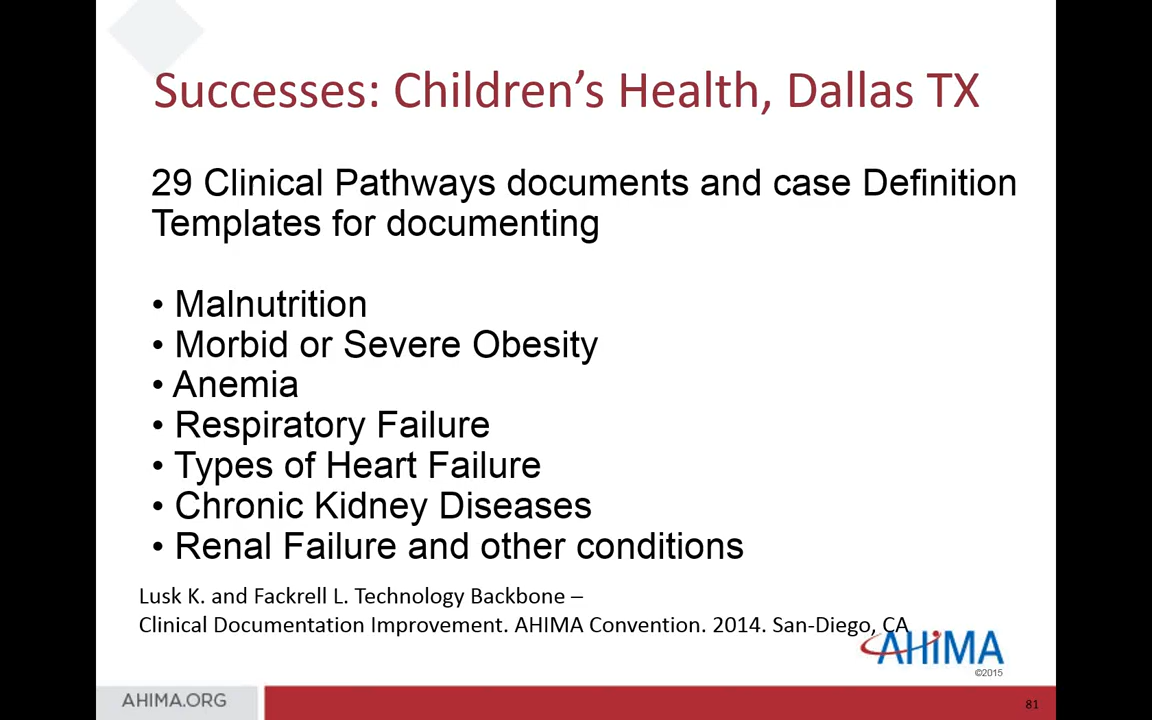 Successes: Children's Health, Dallas TX
29 Clinical Pathways documents and case Definition
Templates for documenting
• Malnutrition
• Morbid or Severe Obesity
• Anemia
• Respiratory Failure
• Types of Heart Failure
• Chronic Kidney Diseases
• Renal Failure and other conditions
Lusk K. and Fackrell L. Technology Backbone –
Clinical Documentation Improvement. AHIMA Convention. 2014. San-Diego, CA
AHIMA
©2015
AHIMA.ORG
81